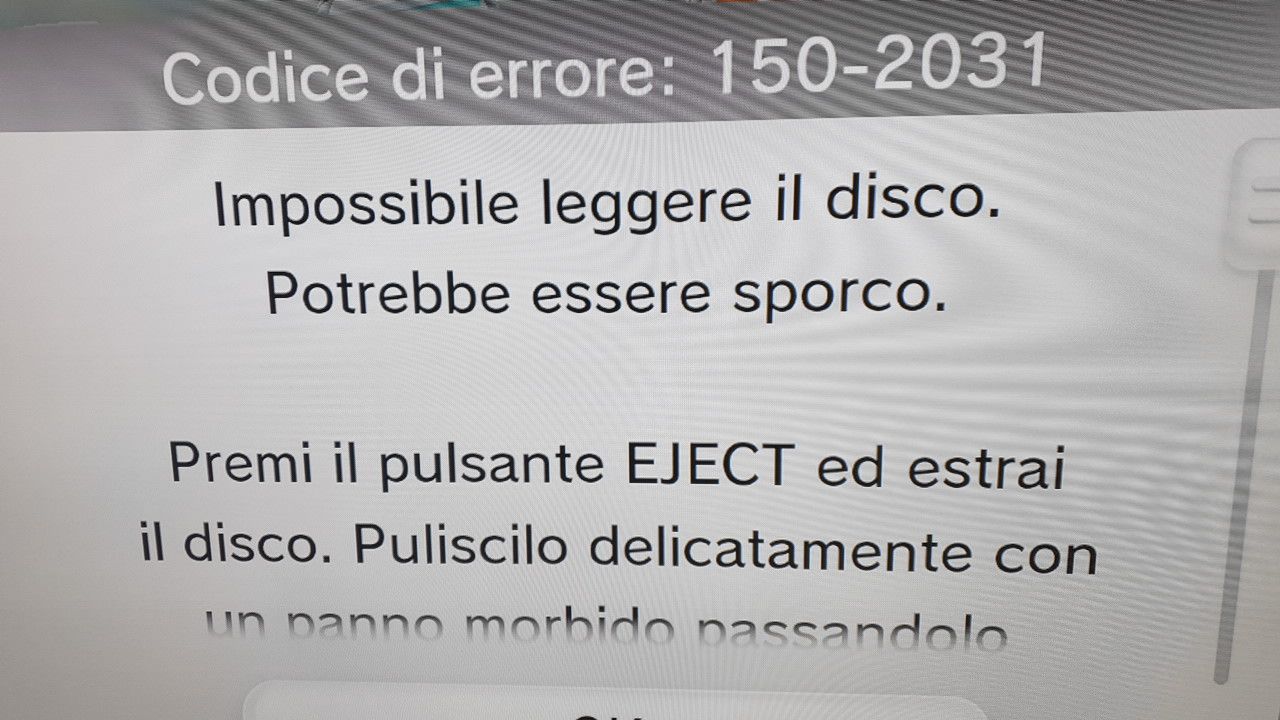 Codice di errore: 150-2031
Impossibile leggere il disco.
Potrebbe essere sporco.
Premi il pulsante EJECT ed estrai
il disco. Puliscilo delicatamente con
un panno morbido passandolo